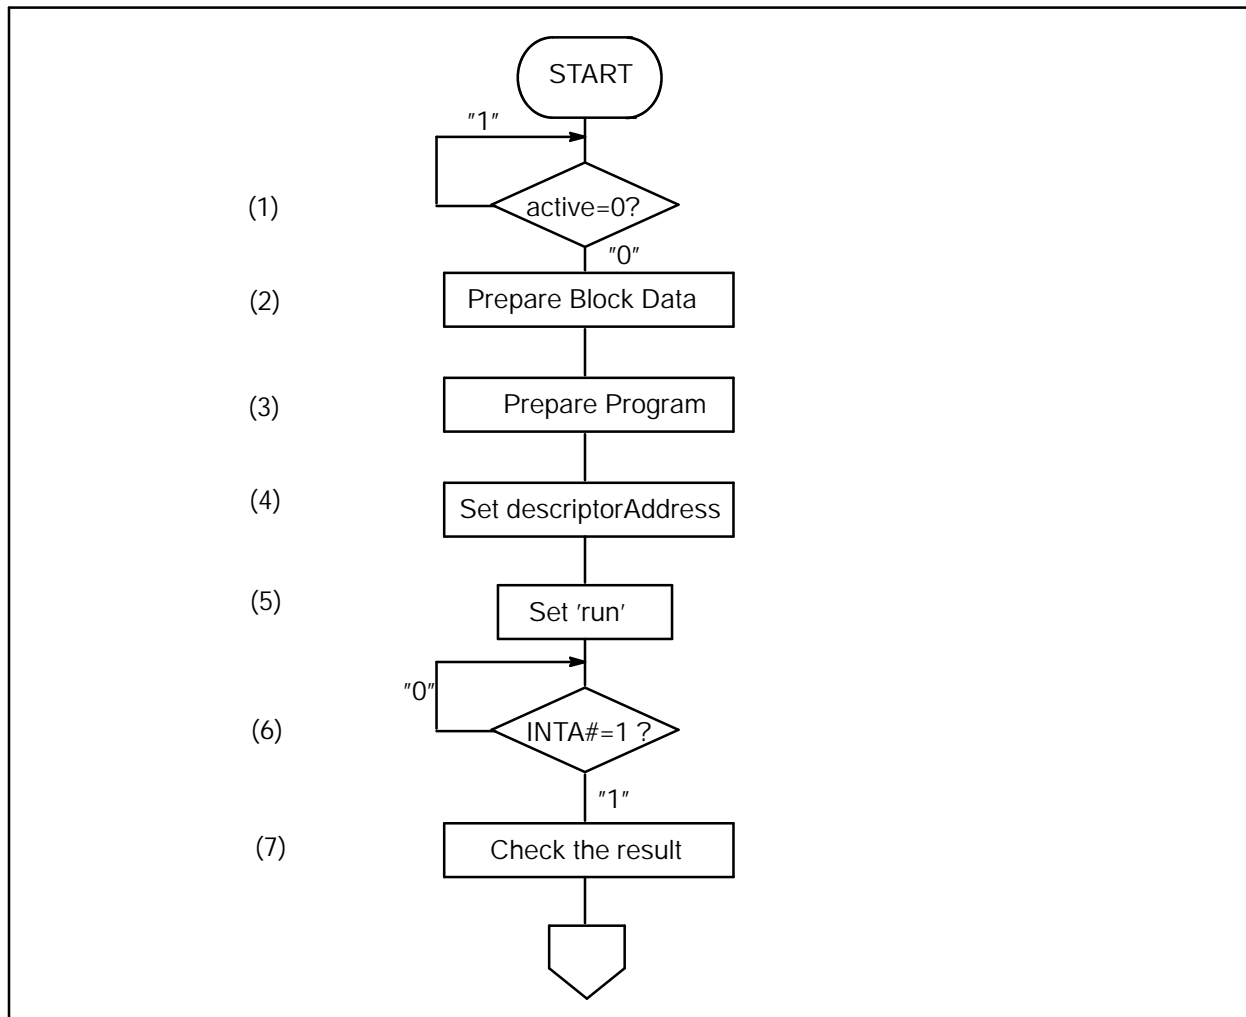 START
"1"
(1)
active=0?
"0"
(2)
Prepare Block Data
(3)
Prepare Program
(4)
Set descriptorAddress
(5)
Set 'run'
"0"
(6)
INTA#=1 ?
"1"
(7)
Check the result